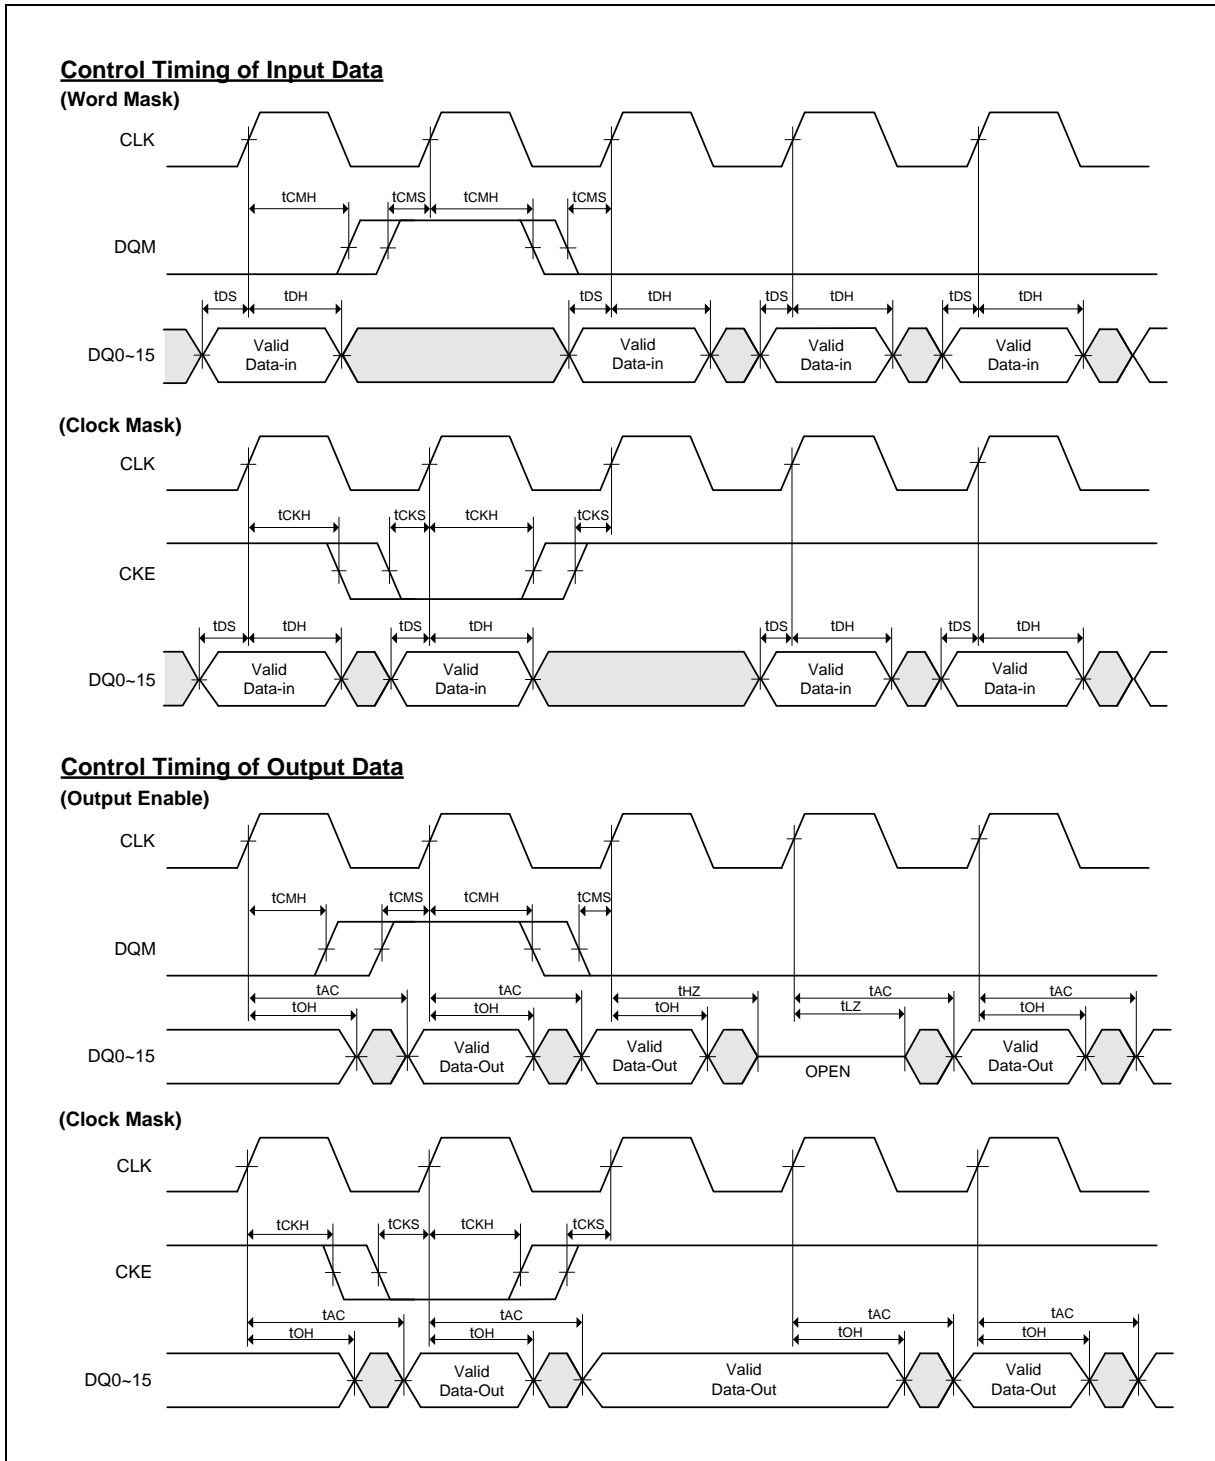 Control Timing of Input Data
(Word Mask)
CLK
tCMH tCMS tCMH tCMS
DQM
tDS tDH tDS tDH tDS tDH tDS tDH
DQ0~15
Valid Data-in
Valid Data-in
Valid Data-in
Valid Data-in
(Clock Mask)
CLK
tCKH tCKS tCKH tCKS
CKE
tDS tDH tDS tDH tDS tDH tDS tDH
DQ0~15
Valid Data-in
Valid Data-in
Valid Data-in
Valid Data-in
Control Timing of Output Data
(Output Enable)
CLK
tCMH tCMS tCMH tCMS
DQM
tAC tAC tHZ tAC tAC
tOH tOH tOH tLZ tOH
DQ0~15
Valid Data-Out
Valid Data-Out
OPEN
Valid Data-Out
(Clock Mask)
CLK
tCKH tCKS tCKH tCKS
CKE
tAC tAC tAC tAC
tOH tOH tOH tOH
DQ0~15
Valid Data-Out
Valid Data-Out
Valid Data-Out